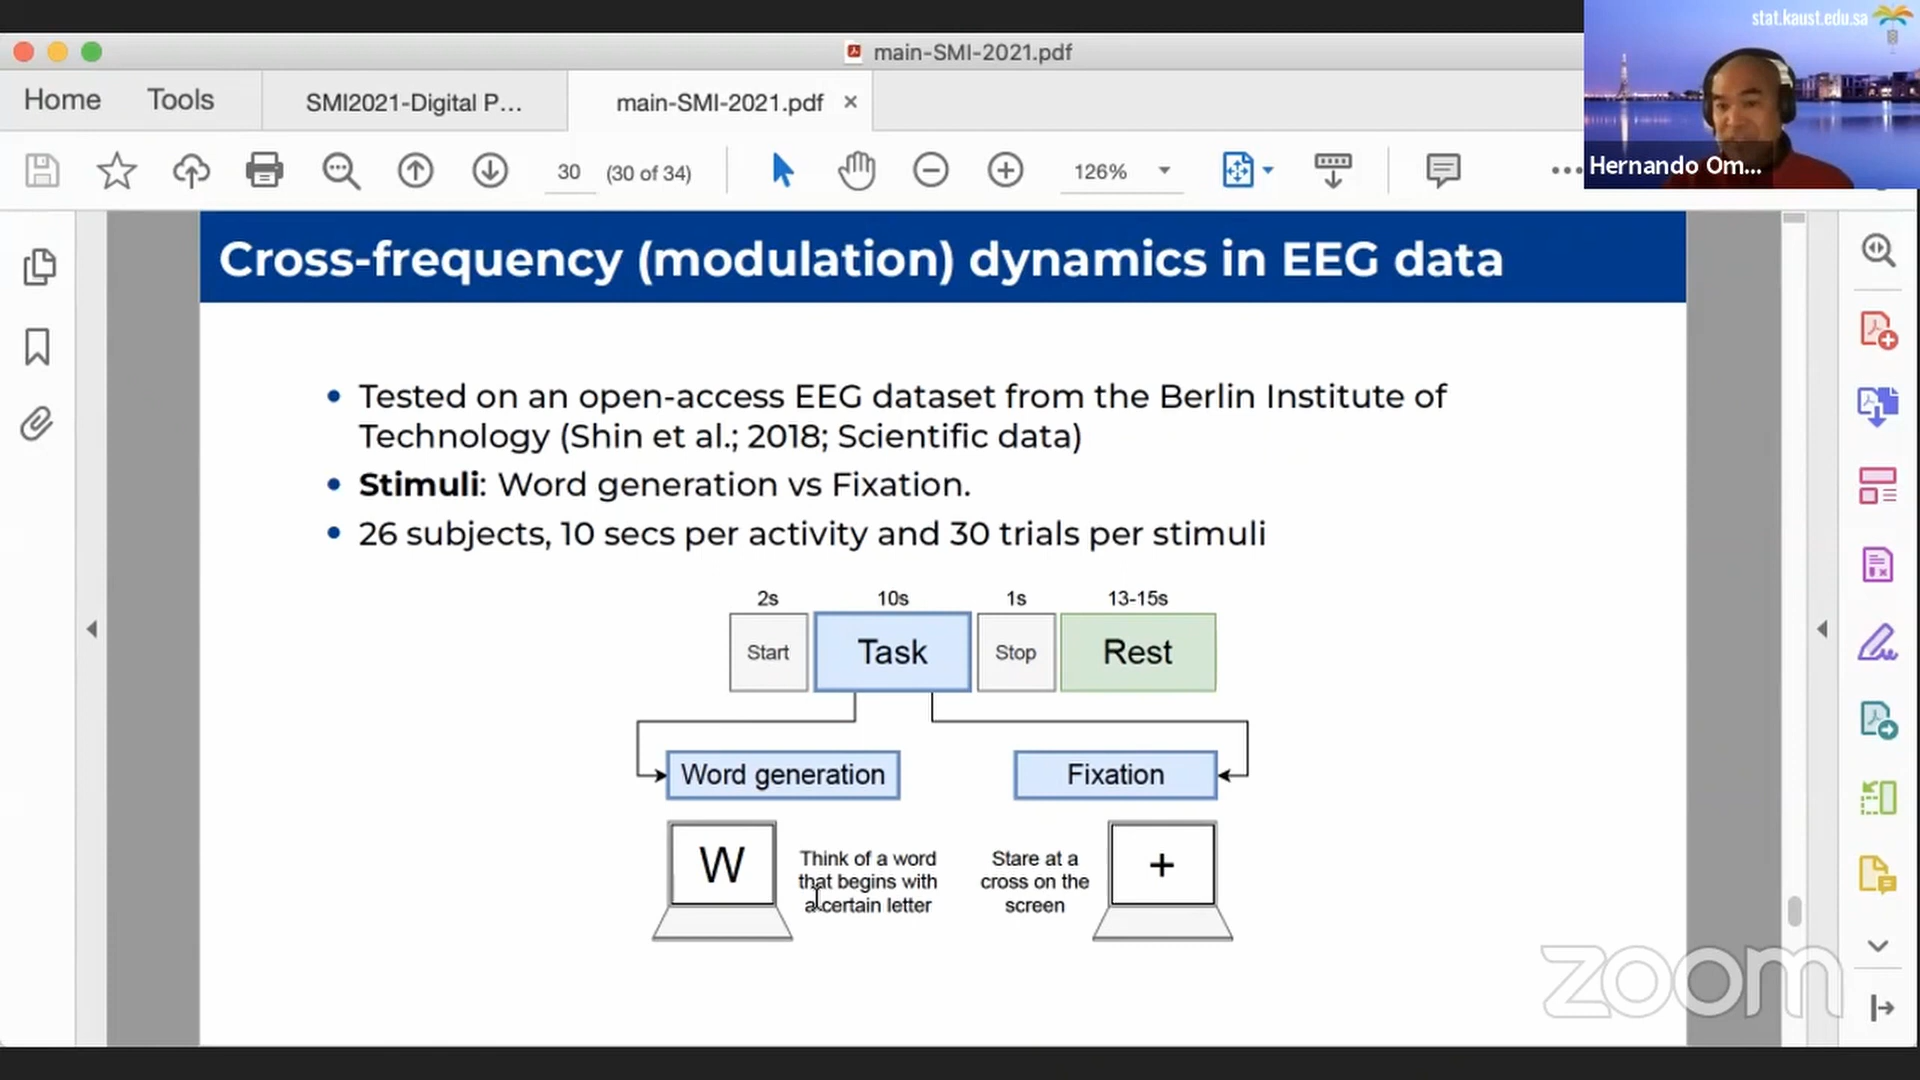 stat.kaust.edu.sa
main-SMI-2021.pdf
Home
Tools
SMI2021-Digital P...
main-SMI-2021.pdf
30
(30 of 34)
126%
Hernando Om...
Cross-frequency (modulation) dynamics in EEG data
Tested on an open-access EEG dataset from the Berlin Institute of
Technology (Shin et al.; 2018; Scientific data)
Stimuli: Word generation vs Fixation.
26 subjects, 10 secs per activity and 30 trials per stimuli
2s
10s
1s
13-15s
Start
Task
Stop
Rest
Word generation
Fixation
W
Think of a word
that begins with
a certain letter
Stare at a
cross on the
screen
+
zoom